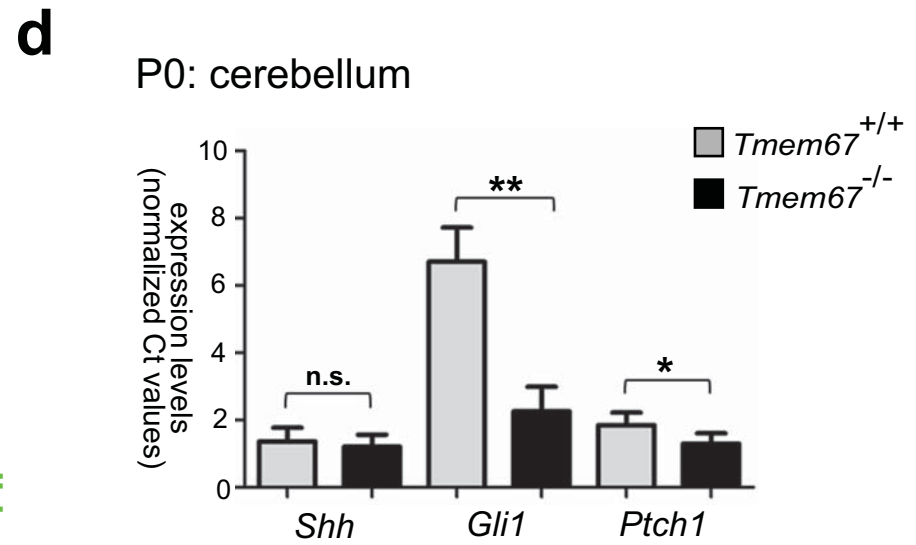 d
P0: cerebellum
Tmem67+/+
Tmem67-/-
expression levels
(normalized Ct values)
10
8
6
4
2
0
n.s.
**
*
Shh
Gli1
Ptch1